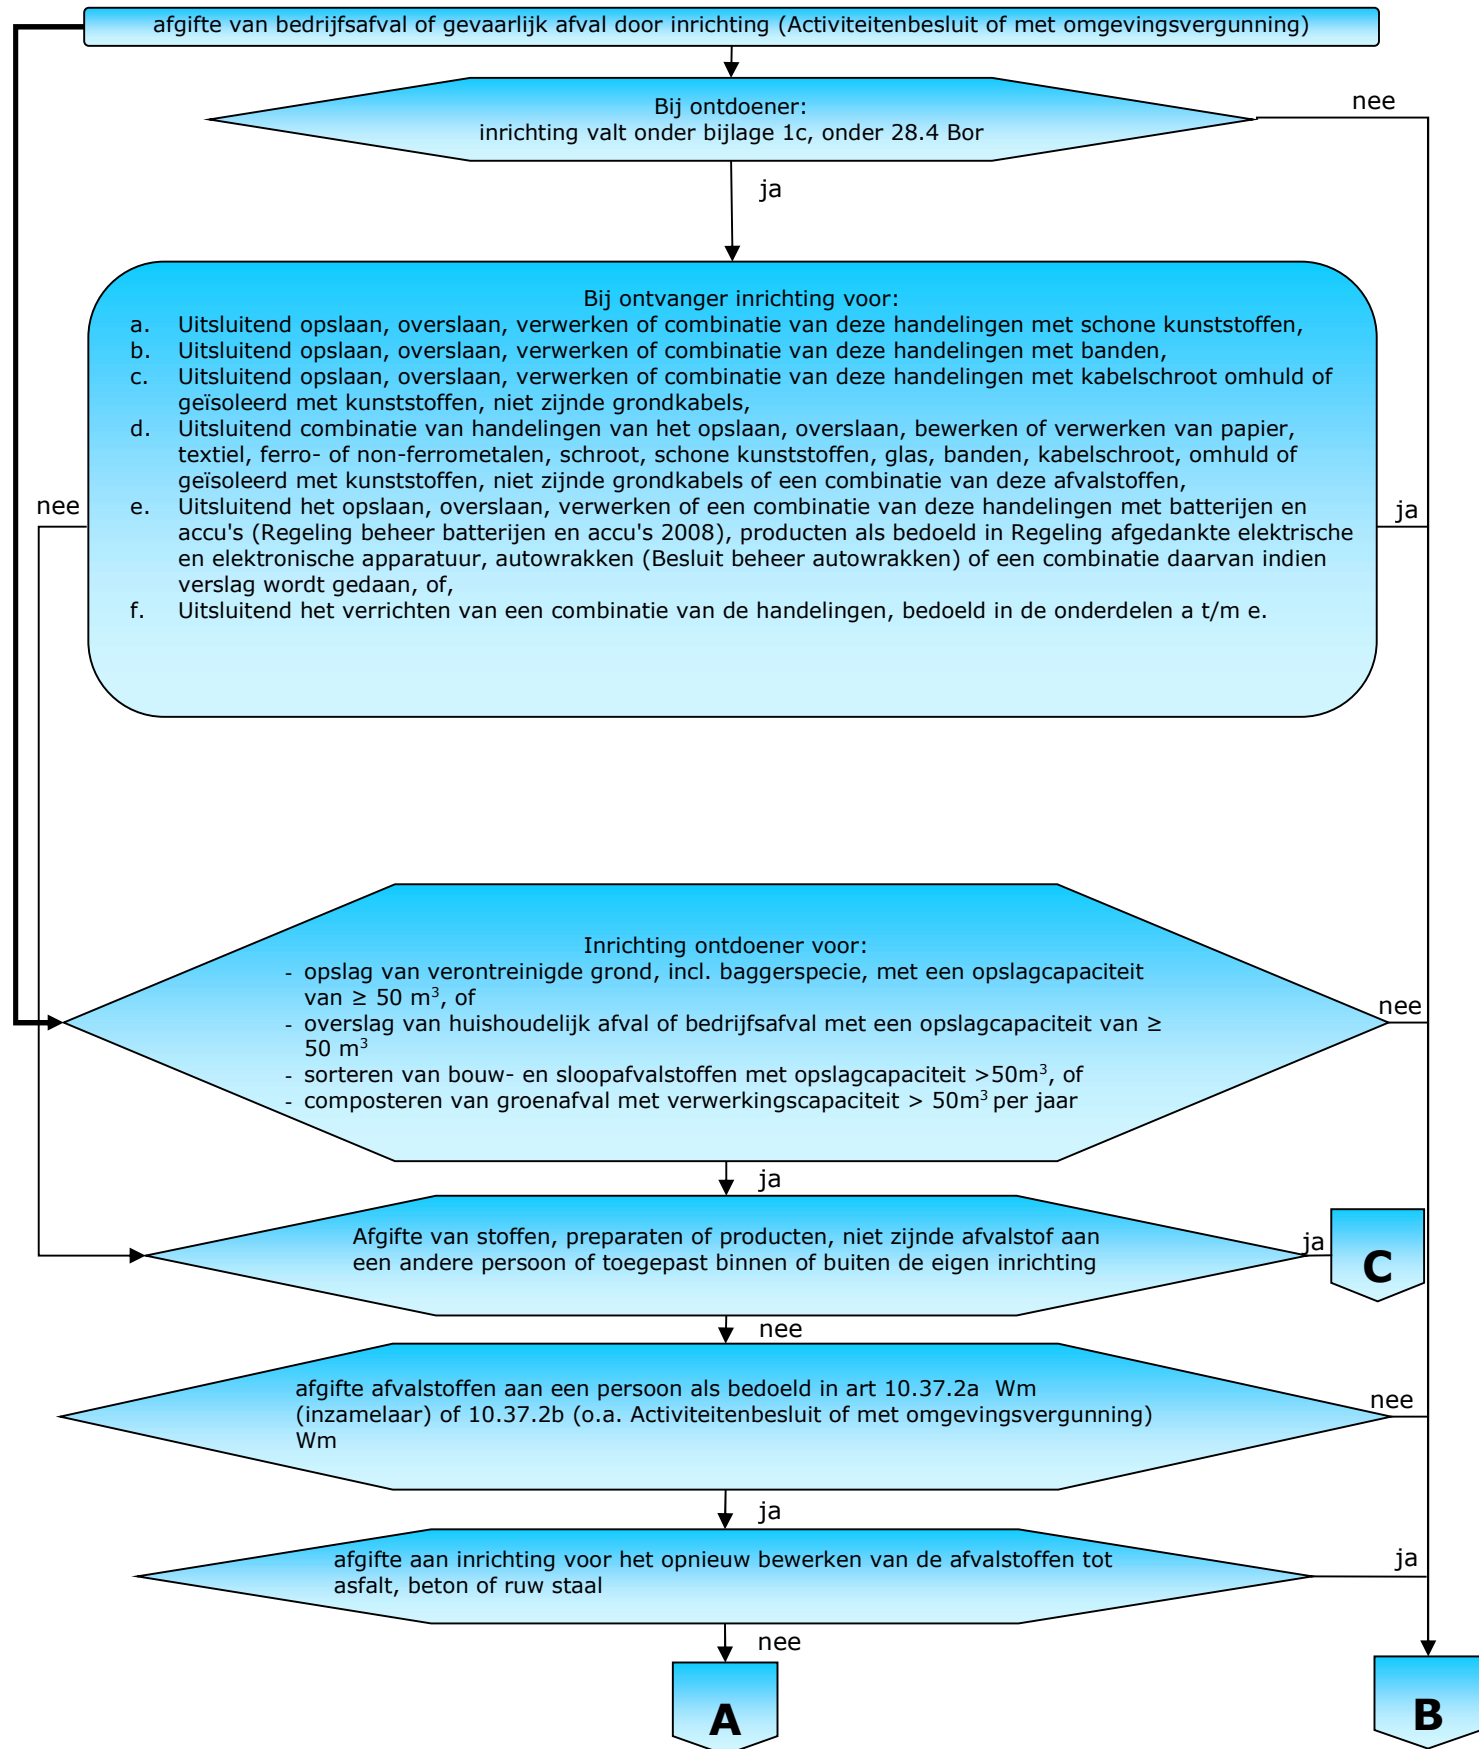 afgifte van bedrijfsafval of gevaarlijk afval door inrichting (Activiteitenbesluit of met omgevingsvergunning)
Bij ontdoener:
inrichting valt onder bijlage 1c, onder 28.4 Bor
nee
ja
Bij ontvanger inrichting voor:
a. Uitsluitend opslaan, overslaan, verwerken of combinatie van deze handelingen met schone kunststoffen,
b. Uitsluitend opslaan, overslaan, verwerken of combinatie van deze handelingen met banden,
c. Uitsluitend opslaan, overslaan, verwerken of combinatie van deze handelingen met kabelschroot omhuld of
geïsoleerd met kunststoffen, niet zijnde grondkabels,
d. Uitsluitend combinatie van handelingen van het opslaan, overslaan, bewerken of verwerken van papier,
textiel, ferro- of non-ferrometalen, schroot, schone kunststoffen, glas, banden, kabelschroot, omhuld of
geïsoleerd met kunststoffen, niet zijnde grondkabels of een combinatie van deze afvalstoffen,
e. Uitsluitend het opslaan, overslaan, verwerken of een combinatie van deze handelingen met batterijen en
accu's (Regeling beheer batterijen en accu's 2008), producten als bedoeld in Regeling afgedankte elektrische
en elektronische apparatuur, autowrakken (Besluit beheer autowrakken) of een combinatie daarvan indien
verslag wordt gedaan, of,
f. Uitsluitend het verrichten van een combinatie van de handelingen, bedoeld in de onderdelen a t/m e.
nee
ja
Inrichting ontdoener voor:
- opslag van verontreinigde grond, incl. baggerspecie, met een opslagcapaciteit
van ≥ 50 m³, of
- overslag van huishoudelijk afval of bedrijfsafval met een opslagcapaciteit van ≥
50 m³
- sorteren van bouw- en sloopafvalstoffen met opslagcapaciteit >50m³, of
- composteren van groenafval met verwerkingscapaciteit > 50m³ per jaar
nee
ja
Afgifte van stoffen, preparaten of producten, niet zijnde afvalstof aan
een andere persoon of toegepast binnen of buiten de eigen inrichting
ja
C
nee
afgifte afvalstoffen aan een persoon als bedoeld in art 10.37.2a Wm
(inzamelaar) of 10.37.2b (o.a. Activiteitenbesluit of met omgevingsvergunning)
Wm
nee
ja
afgifte aan inrichting voor het opnieuw bewerken van de afvalstoffen tot
asfalt, beton of ruw staal
ja
nee
A
B